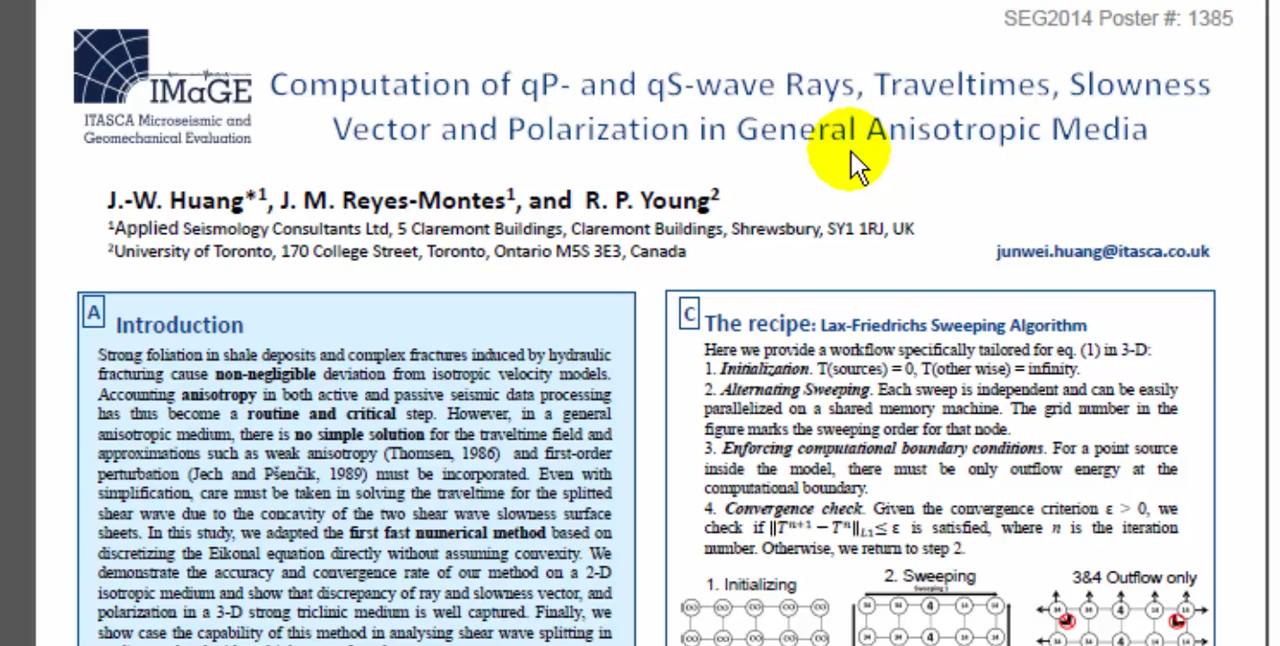 SEG2014 Poster #: 1385
IMaGE
ITASCA Microseismic and
Geomechanical Evaluation
Computation of qP- and qS-wave Rays, Traveltimes, Slowness
Vector and Polarization in General Anisotropic Media
J.-W. Huang*¹, J. M. Reyes-Montes¹, and R. P. Young²
¹Applied Seismology Consultants Ltd, 5 Claremont Buildings, Claremont Buildings, Shrewsbury, SY1 1RJ, UK
²University of Toronto, 170 College Street, Toronto, Ontario M5S 3E3, Canada
junwei.huang@itasca.co.uk
A
Introduction
Strong foliation in shale deposits and complex fractures induced by hydraulic
fracturing cause non-negligible deviation from isotropic velocity models.
Accounting anisotropy in both active and passive seismic data processing
has thus become a routine and critical step. However, in a general
anisotropic medium, there is no simple solution for the traveltime field and
approximations such as weak anisotropy (Thomsen, 1986) and first-order
perturbation (Jech and Pšenčík, 1989) must be incorporated. Even with
simplification, care must be taken in solving the traveltime for the splitted
shear wave due to the concavity of the two shear wave slowness surface
sheets. In this study, we adapted the first fast numerical method based on
discretizing the Eikonal equation directly without assuming convexity. We
demonstrate the accuracy and convergence rate of our method on a 2-D
isotropic medium and show that discrepancy of ray and slowness vector, and
polarization in a 3-D strong triclinic medium is well captured. Finally, we
show case the capability of this method in analysing shear wave splitting in
C
The recipe: Lax-Friedrichs Sweeping Algorithm
Here we provide a workflow specifically tailored for eq. (1) in 3-D:
1. Initialization. T(sources) = 0, T(other wise) = infinity.
2. Alternating Sweeping. Each sweep is independent and can be easily
parallelized on a shared memory machine. The grid number in the
figure marks the sweeping order for that node.
3. Enforcing computational boundary conditions. For a point source
inside the model, there must be only outflow energy at the
computational boundary.
4. Convergence check. Given the convergence criterion ε > 0, we
check if ‖Tⁿ⁺¹ − Tⁿ‖L1 ≤ ε is satisfied, where n is the iteration
number. Otherwise, we return to step 2.
1. Initializing
2. Sweeping
3&4 Outflow only
Sweeping 1
∞ ∞ ∞ ∞ ∞
4
4
∞ ∞ ∞ ∞ ∞
4
4